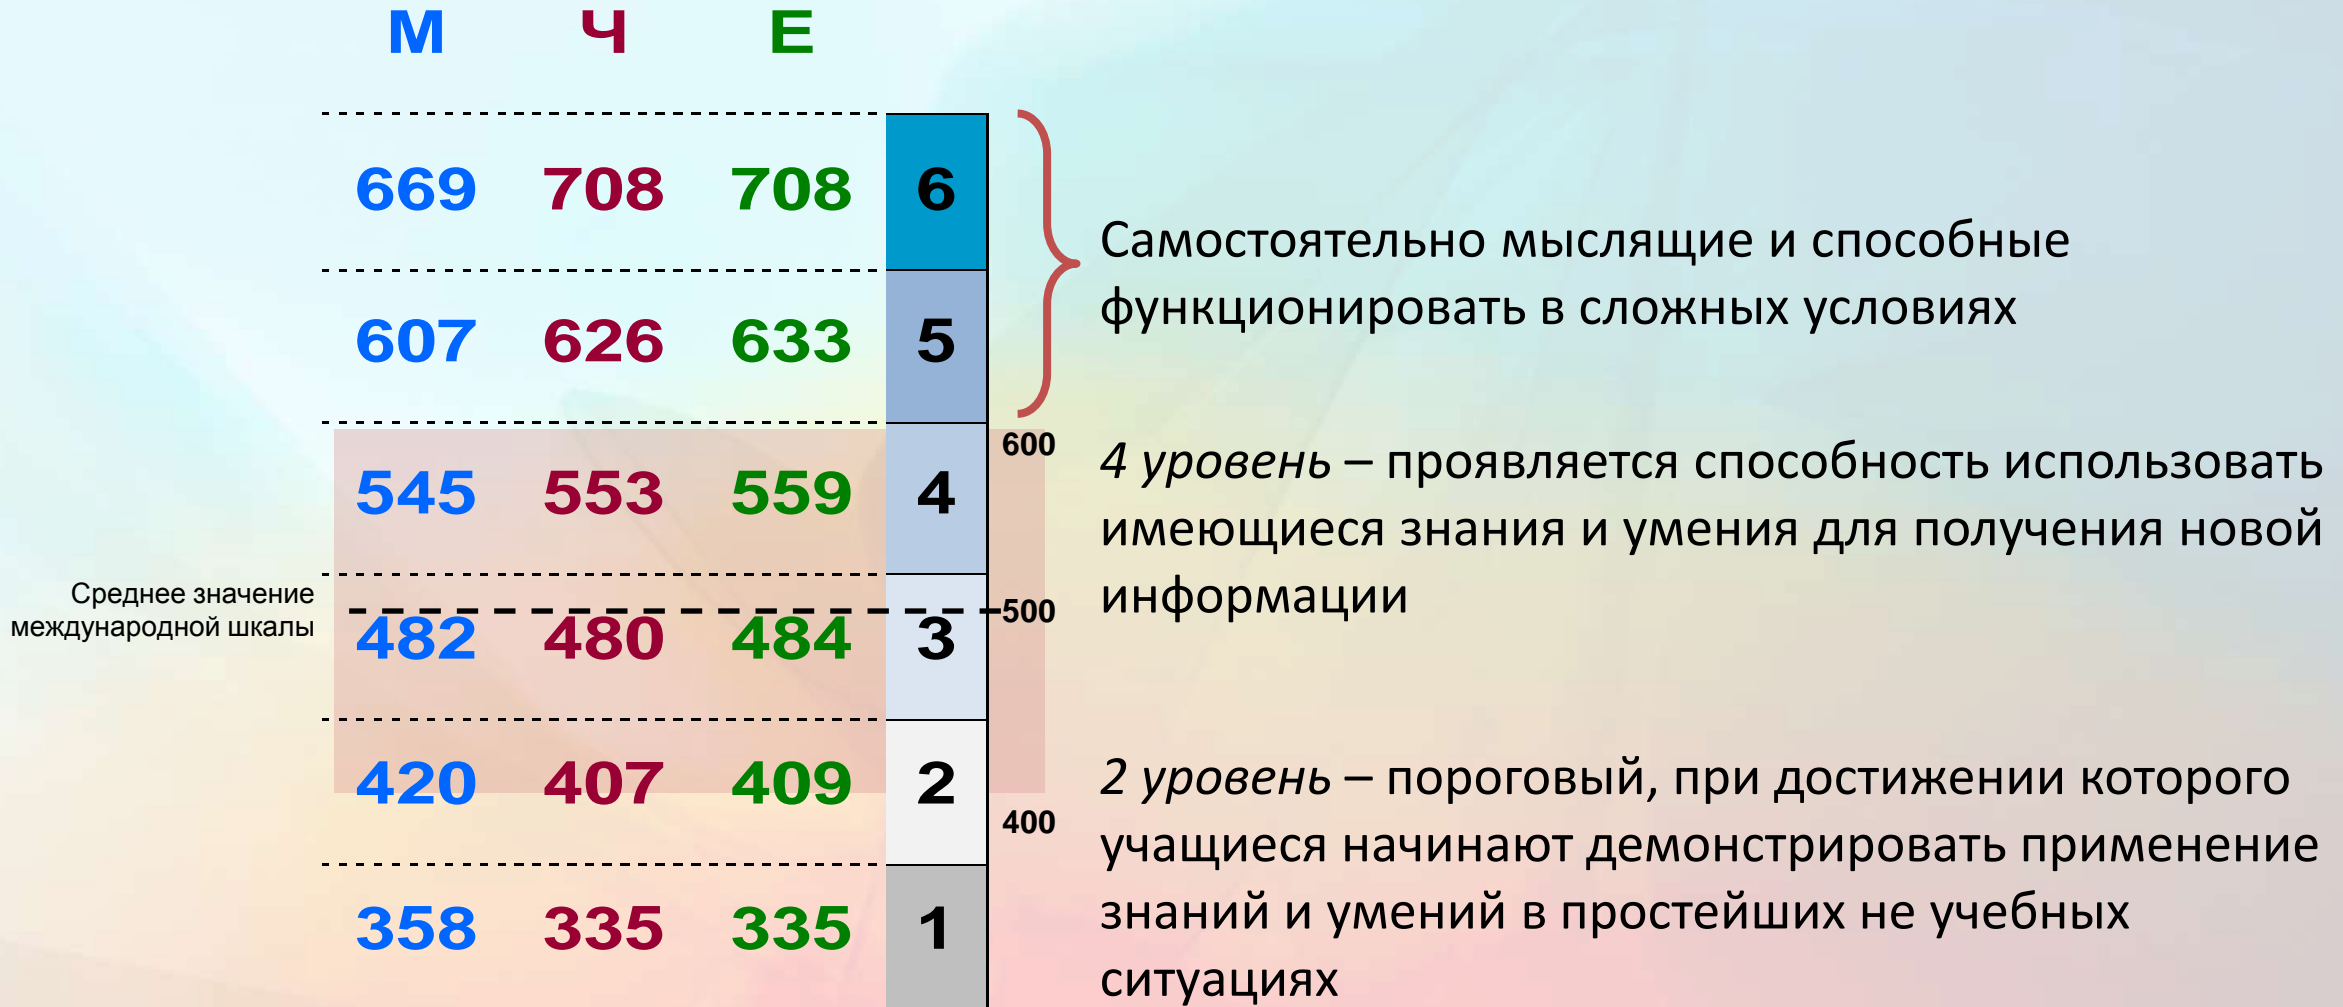 М Ч Е
669 708 708 6
607 626 633 5
545 553 559 4
482 480 484 3
420 407 409 2
358 335 335 1
600
500
400
Среднее значение
международной шкалы
Самостоятельно мыслящие и способные
функционировать в сложных условиях
4 уровень – проявляется способность использовать
имеющиеся знания и умения для получения новой
информации
2 уровень – пороговый, при достижении которого
учащиеся начинают демонстрировать применение
знаний и умений в простейших не учебных
ситуациях